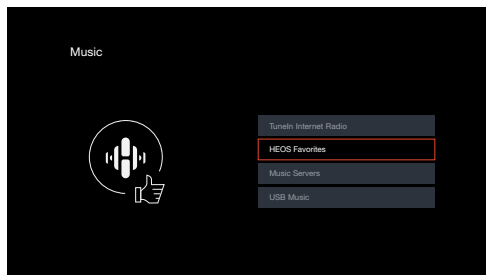 Music
TuneIn Internet Radio
HEOS Favorites
Music Servers
USB Music